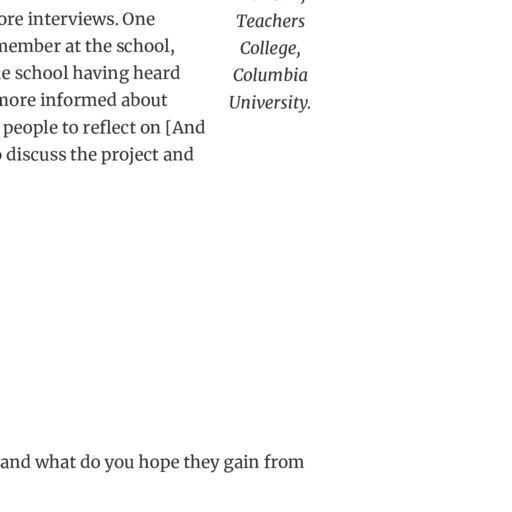 ore interviews. One
member at the school,
e school having heard
more informed about
people to reflect on [And
discuss the project and
Teachers
College,
Columbia
University.
and what do you hope they gain from